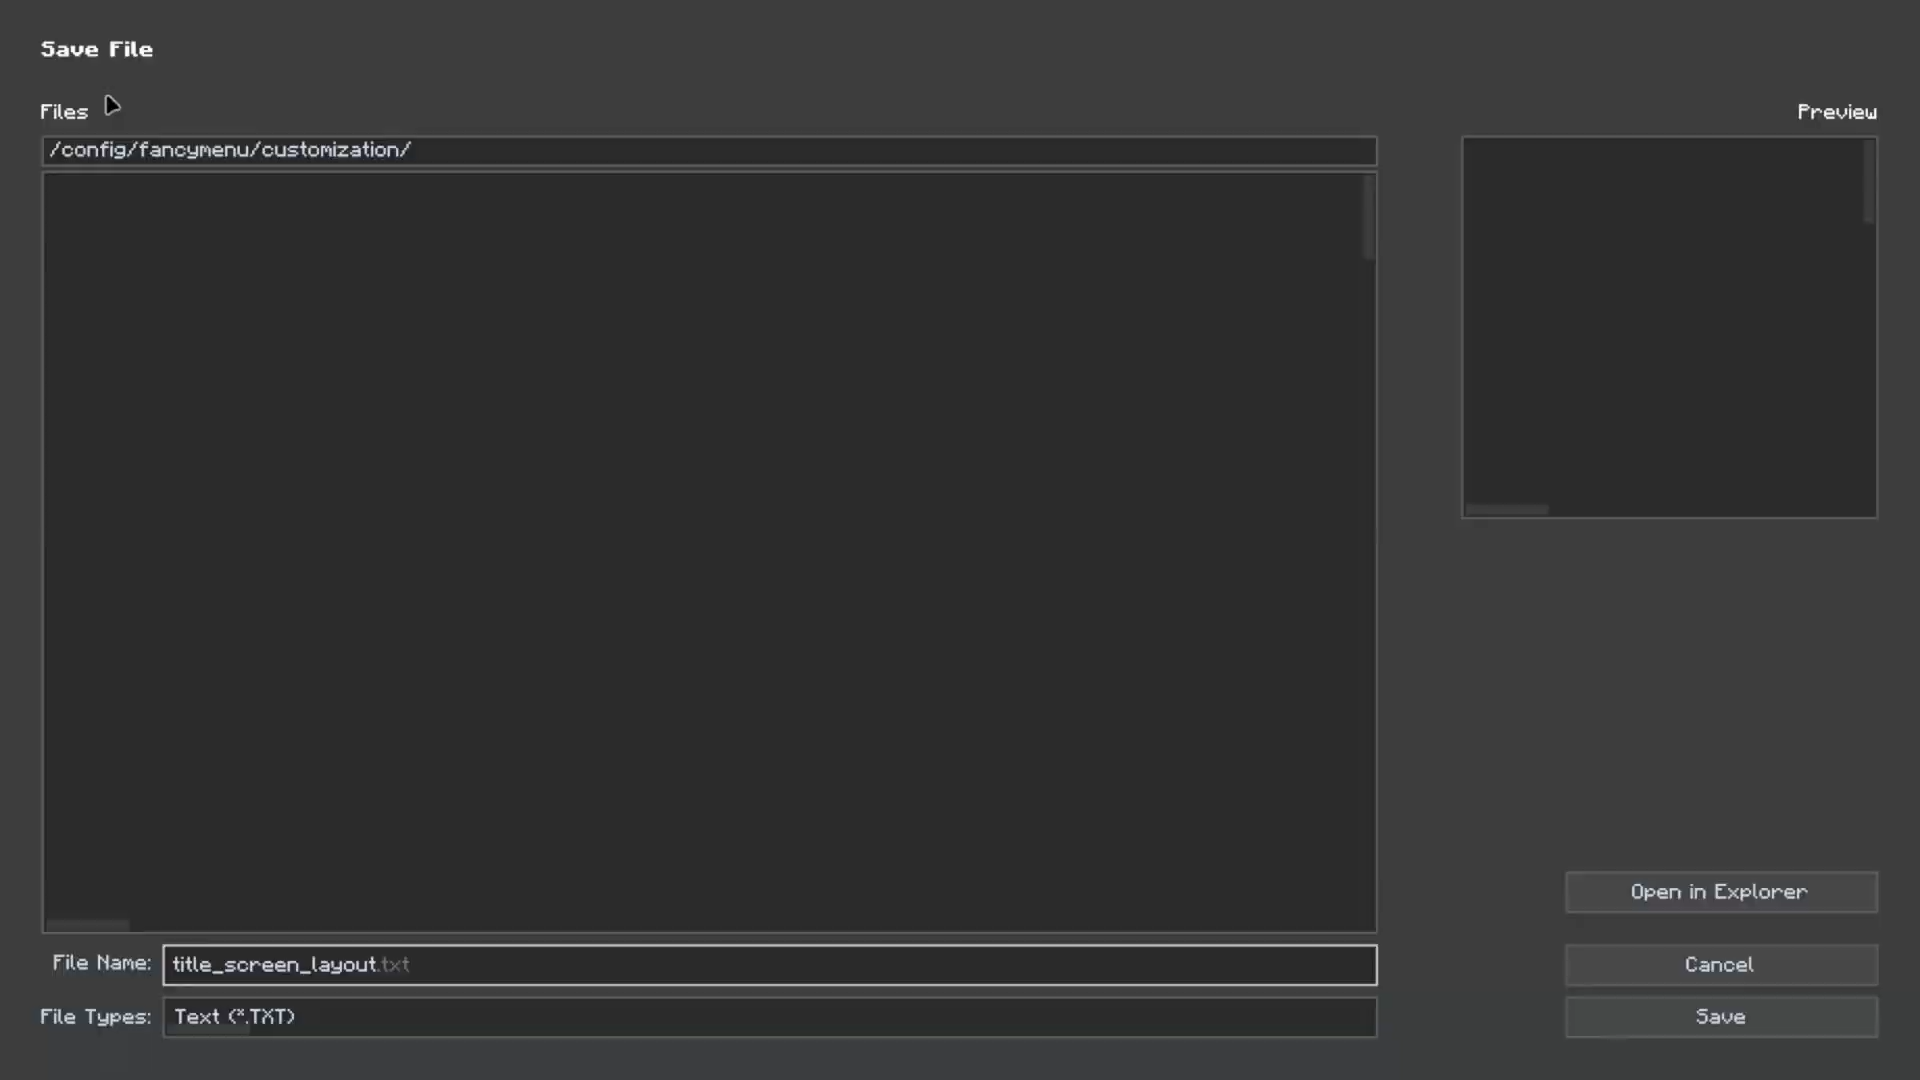 Save File
Files
Preview
/config/fancymenu/customization/
Open in Explorer
File Name: title_screen_layout.txt
Cancel
File Types: Text (*.TXT)
Save